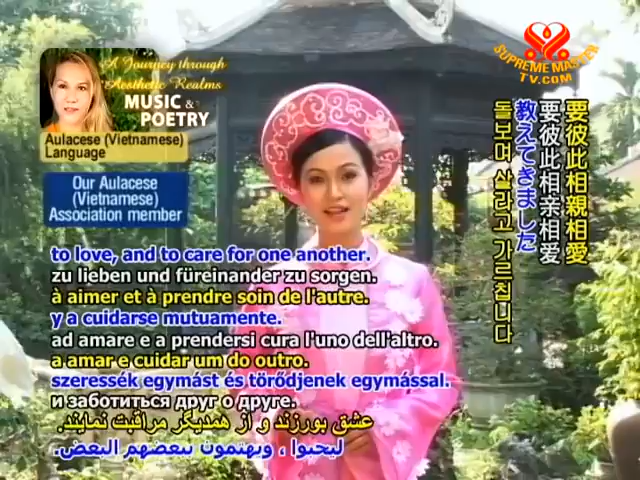 A Journey through
Aesthetic Realms
MUSIC &
POETRY
Aulacese (Vietnamese)
Language
Our Aulacese
(Vietnamese)
Association member
SUPREME MASTER
TV.COM
to love, and to care for one another.
zu lieben und füreinander zu sorgen.
à aimer et à prendre soin de l'autre.
y a cuidarse mutuamente.
ad amare e a prendersi cura l'uno dell'altro.
a amar e cuidar um do outro.
szeressék egymást és törődjenek egymással.
и заботиться друг о друге.
عشق بورزند و از همدیگر مراقبت نمایند.
ليحبوا ، ويهتمون ببعضهم البعض.
要彼此相親相愛
要彼此相亲相爱
教えてきました
돌보며 살라고 가르칩니다